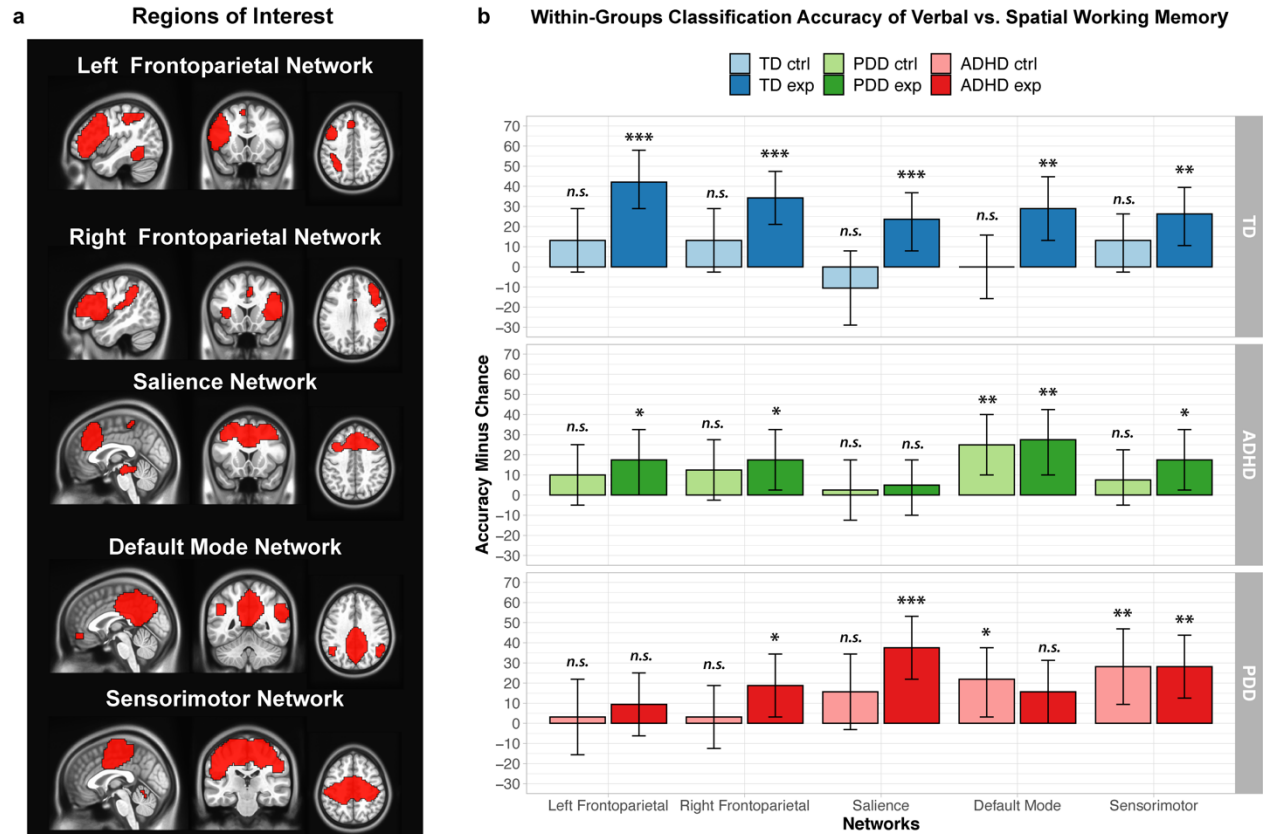 a
Regions of Interest
Left Frontoparietal Network
Right Frontoparietal Network
Salience Network
Default Mode Network
Sensorimotor Network
b
Within-Groups Classification Accuracy of Verbal vs. Spatial Working Memory
TD ctrl PDD ctrl ADHD ctrl
TD exp PDD exp ADHD exp
Accuracy Minus Chance
70
60
50
40
30
20
10
0
−10
−20
−30
n.s. *** n.s. *** n.s. *** n.s. ** n.s. **
TD
70
60
50
40
30
20
10
0
−10
−20
−30
n.s. * n.s. * n.s. n.s. ** ** n.s. *
ADHD
70
60
50
40
30
20
10
0
−10
−20
−30
n.s. n.s. n.s. * n.s. *** * n.s. ** **
PDD
Left Frontoparietal Right Frontoparietal Salience Default Mode Sensorimotor
Networks